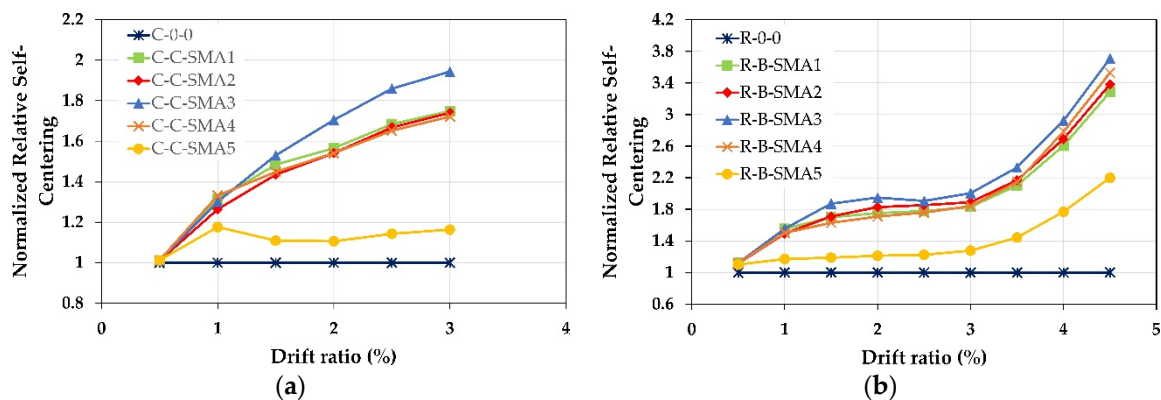 Normalized Relative Self-
Centering
2.2
2
1.8
1.6
1.4
1.2
1
0.8
C-0-0
C-C-SMA1
C-C-SMA2
C-C-SMA3
C-C-SMA4
C-C-SMA5
0
1
2
3
4
Drift ratio (%)
(a)
Normalized Relative Self-
Centering
4.2
3.8
3.4
3
2.6
2.2
1.8
1.4
1
0.6
R-0-0
R-B-SMA1
R-B-SMA2
R-B-SMA3
R-B-SMA4
R-B-SMA5
0
1
2
3
4
5
Drift ratio (%)
(b)